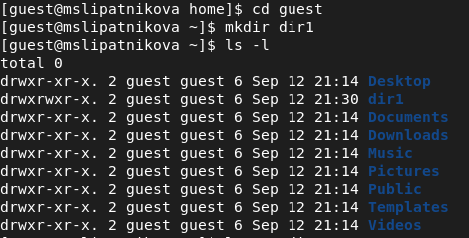 [guest@mslipatnikova home]$ cd guest
[guest@mslipatnikova ~]$ mkdir dir1
[guest@mslipatnikova ~]$ ls -l
total 0
drwxr-xr-x. 2 guest guest 6 Sep 12 21:14 Desktop
drwxrwxr-x. 2 guest guest 6 Sep 12 21:30 dir1
drwxr-xr-x. 2 guest guest 6 Sep 12 21:14 Documents
drwxr-xr-x. 2 guest guest 6 Sep 12 21:14 Downloads
drwxr-xr-x. 2 guest guest 6 Sep 12 21:14 Music
drwxr-xr-x. 2 guest guest 6 Sep 12 21:14 Pictures
drwxr-xr-x. 2 guest guest 6 Sep 12 21:14 Public
drwxr-xr-x. 2 guest guest 6 Sep 12 21:14 Templates
drwxr-xr-x. 2 guest guest 6 Sep 12 21:14 Videos